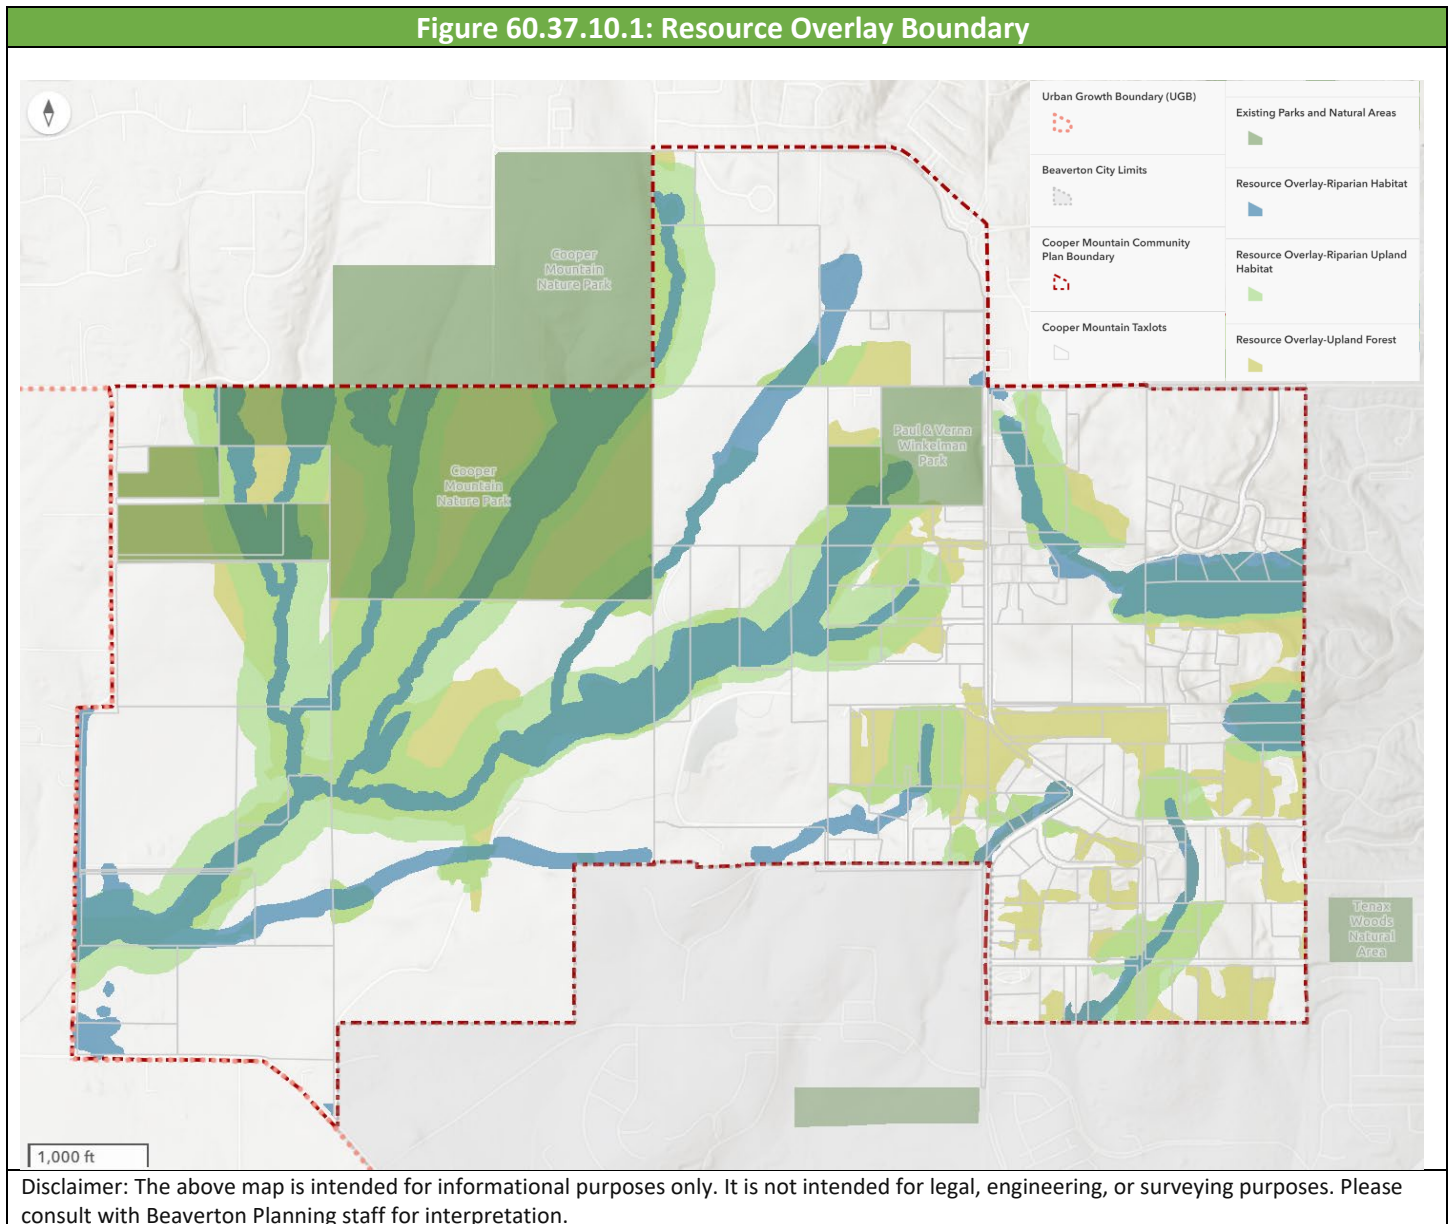 Figure 60.37.10.1: Resource Overlay Boundary
Urban Growth Boundary (UGB)
Beaverton City Limits
Cooper Mountain Community
Plan Boundary
Cooper Mountain Taxlots
Existing Parks and Natural Areas
Resource Overlay-Riparian Habitat
Resource Overlay-Riparian Upland
Habitat
Resource Overlay-Upland Forest
Cooper
Mountain
Nature Park
Cooper
Mountain
Nature Park
Paul & Verna
Winkelman
Park
Tenax
Woods
Natural
Area
1,000 ft
Disclaimer: The above map is intended for informational purposes only. It is not intended for legal, engineering, or surveying purposes. Please
consult with Beaverton Planning staff for interpretation.